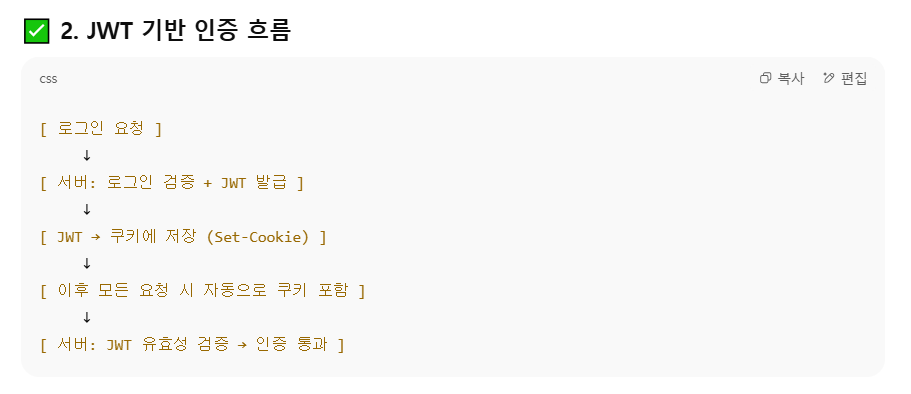 ✅ 2. JWT 기반 인증 흐름
css
복사
편집
[ 로그인 요청 ]
↓
[ 서버: 로그인 검증 + JWT 발급 ]
↓
[ JWT → 쿠키에 저장 (Set-Cookie) ]
↓
[ 이후 모든 요청 시 자동으로 쿠키 포함 ]
↓
[ 서버: JWT 유효성 검증 → 인증 통과 ]